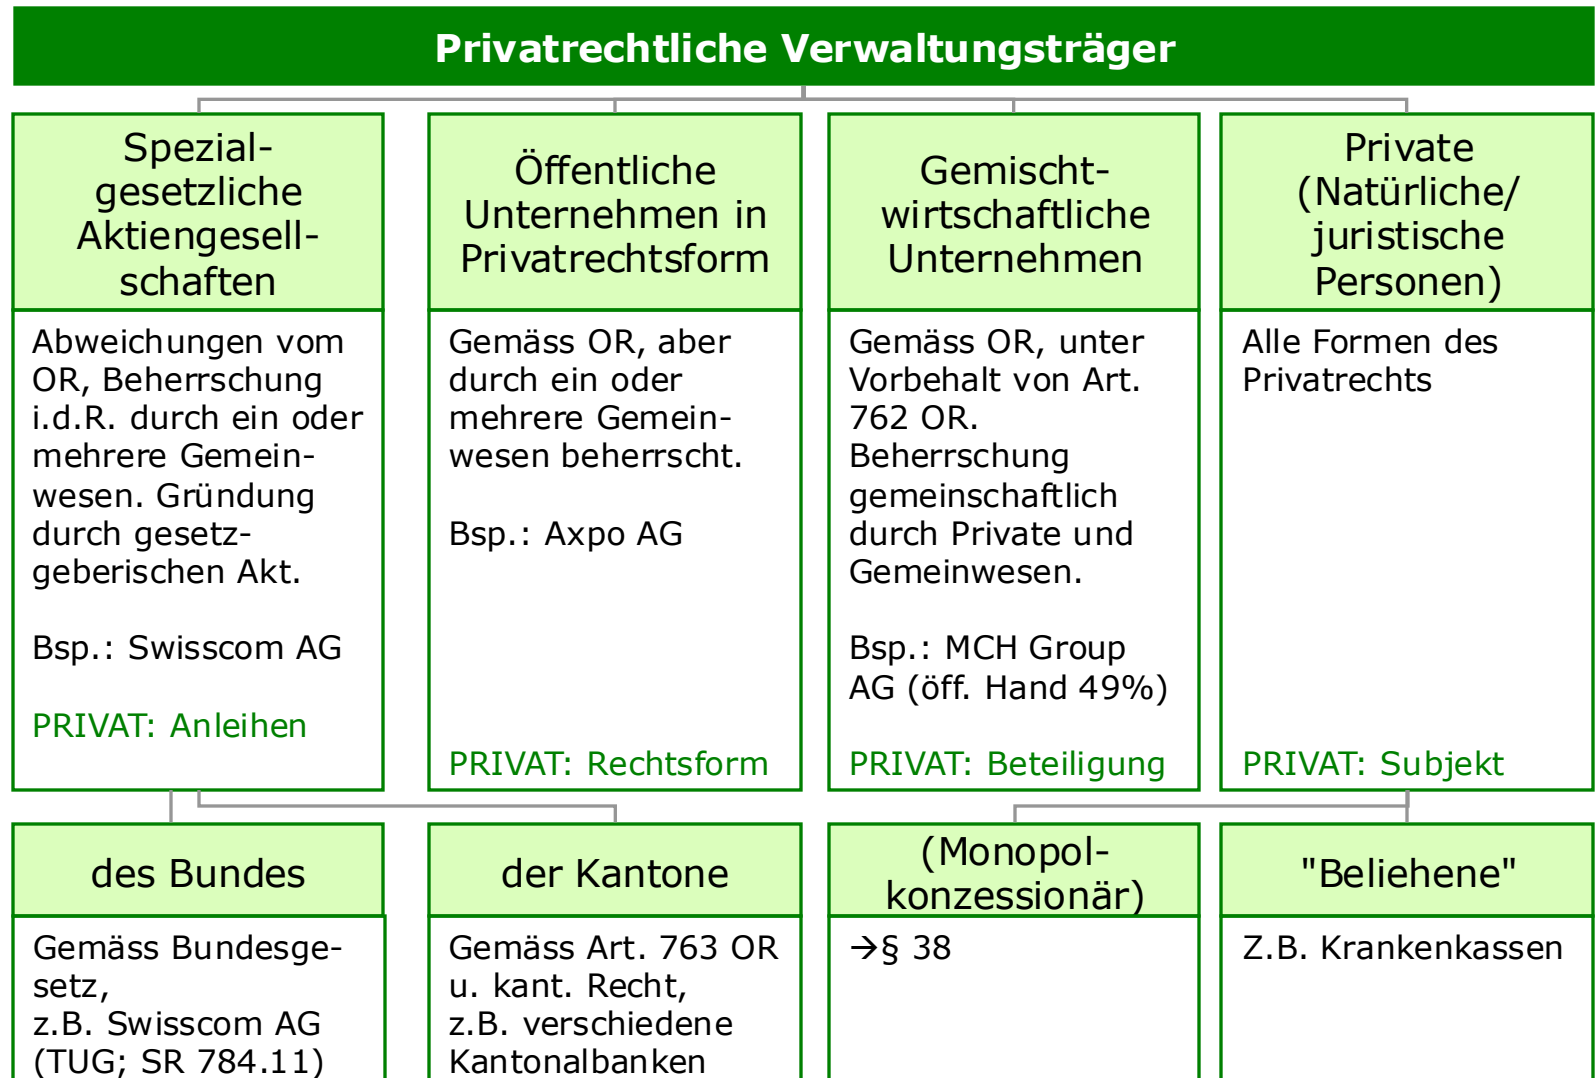 Privatrechtliche Verwaltungsträger
Spezial-
gesetzliche
Aktiengesell-
schaften
Abweichungen vom
OR, Beherrschung
i.d.R. durch ein oder
mehrere Gemein-
wesen. Gründung
durch gesetz-
geberischen Akt.
Bsp.: Swisscom AG
PRIVAT: Anleihen
Öffentliche
Unternehmen in
Privatrechtsform
Gemäss OR, aber
durch ein oder
mehrere Gemein-
wesen beherrscht.
Bsp.: Axpo AG
PRIVAT: Rechtsform
Gemischt-
wirtschaftliche
Unternehmen
Gemäss OR, unter
Vorbehalt von Art.
762 OR.
Beherrschung
gemeinschaftlich
durch Private und
Gemeinwesen.
Bsp.: MCH Group
AG (öff. Hand 49%)
PRIVAT: Beteiligung
Private
(Natürliche/
juristische
Personen)
Alle Formen des
Privatrechts
PRIVAT: Subjekt
des Bundes
Gemäss Bundesge-
setz,
z.B. Swisscom AG
(TUG; SR 784.11)
der Kantone
Gemäss Art. 763 OR
u. kant. Recht,
z.B. verschiedene
Kantonalbanken
(Monopol-
konzessionär)
→§ 38
"Beliehene"
Z.B. Krankenkassen